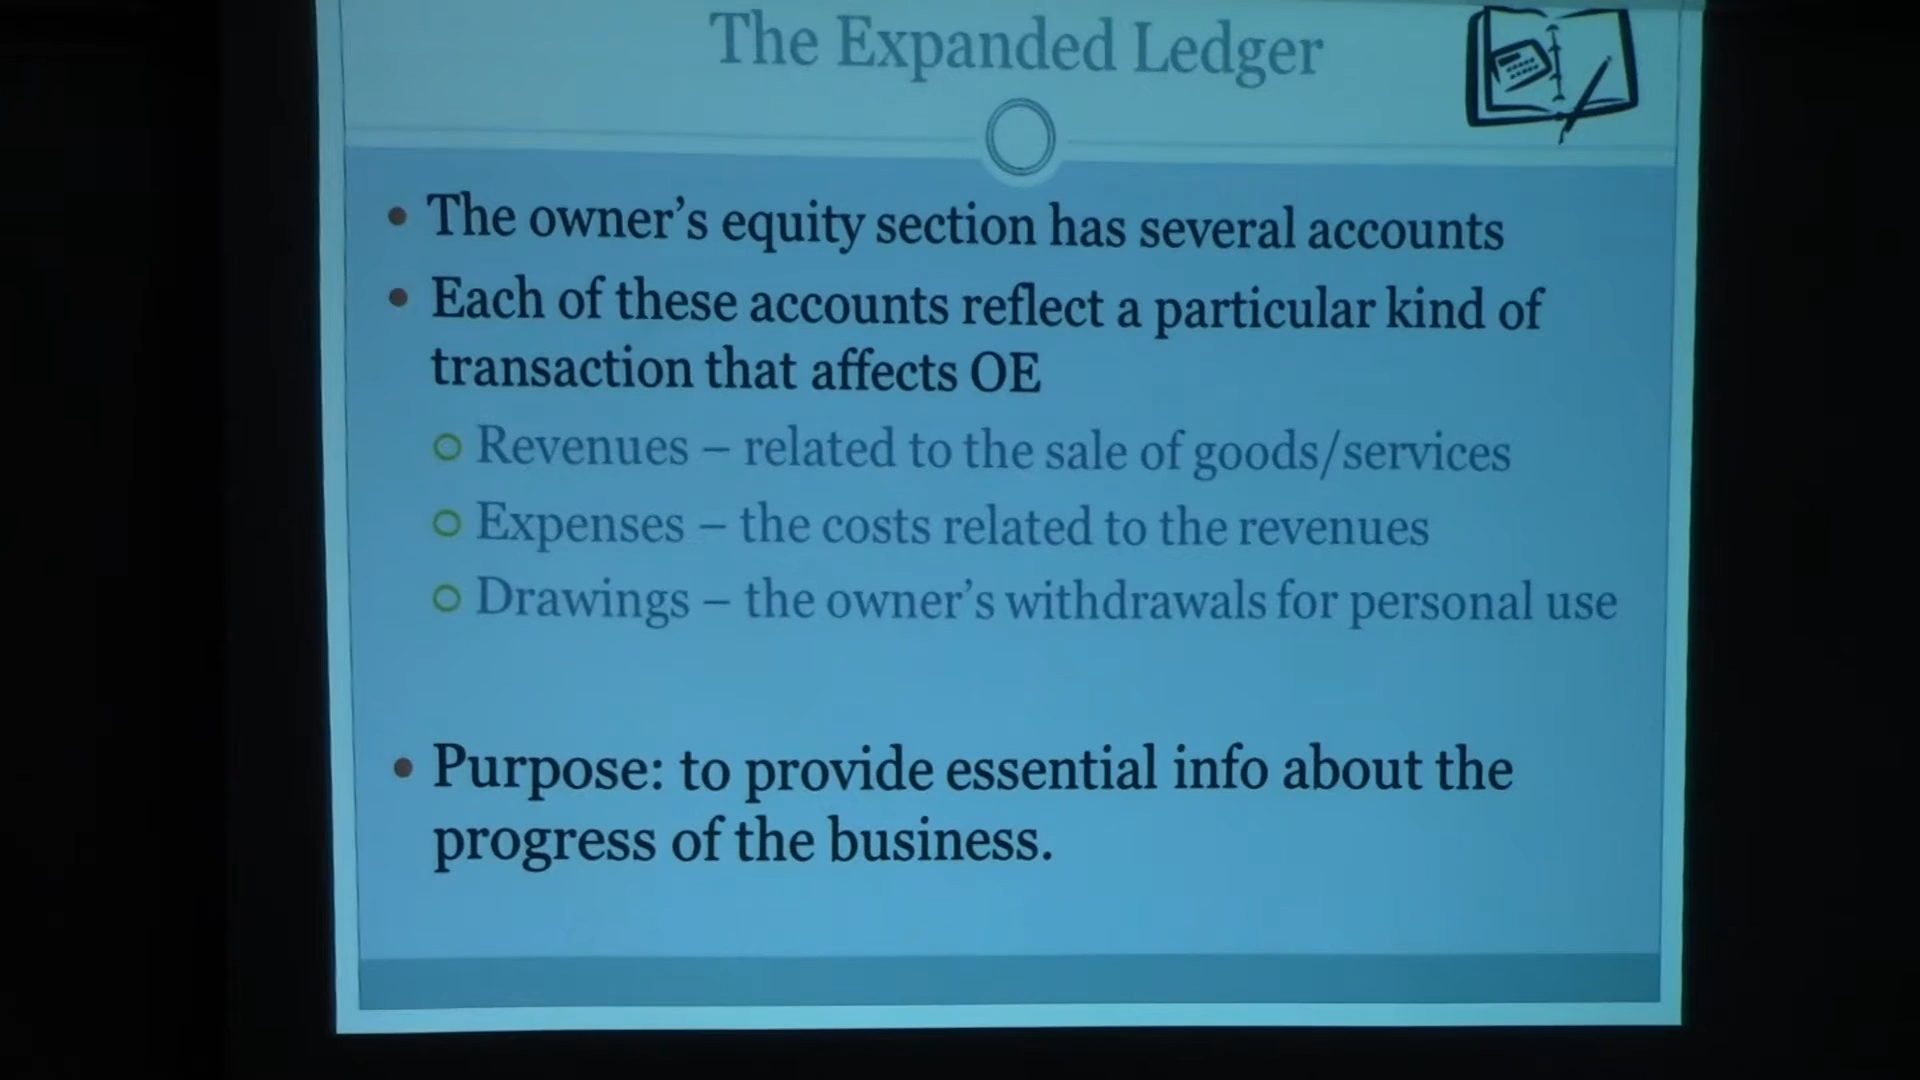 The Expanded Ledger
• The owner's equity section has several accounts
• Each of these accounts reflect a particular kind of
transaction that affects OE
○ Revenues – related to the sale of goods/services
○ Expenses – the costs related to the revenues
○ Drawings – the owner's withdrawals for personal use
• Purpose: to provide essential info about the
progress of the business.